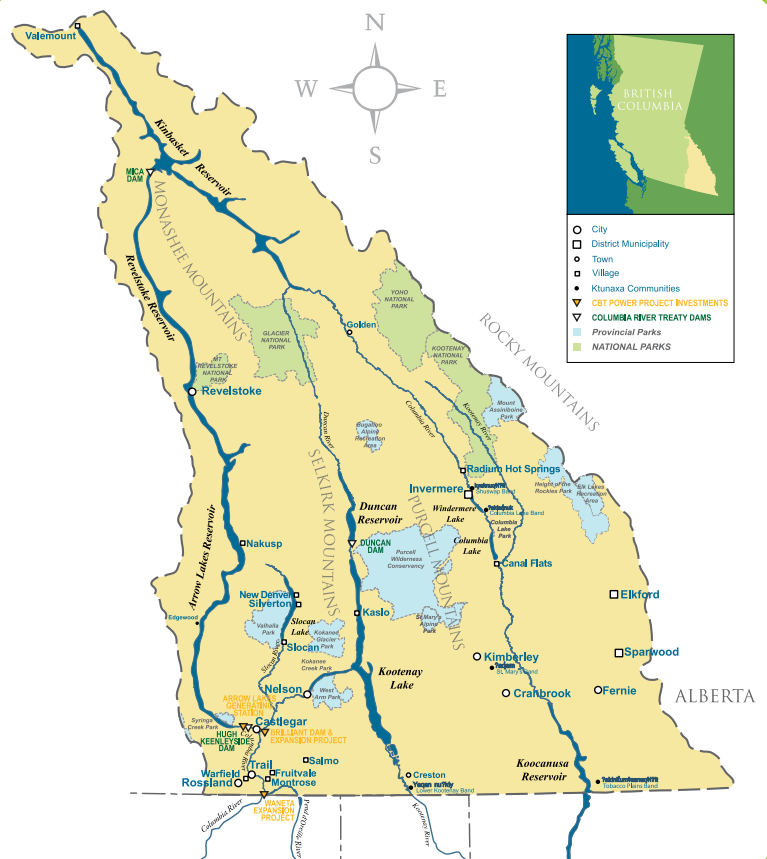 N
W
E
S
BRITISH
COLUMBIA
City
District Municipality
Town
Village
Ktunaxa Communities
CBT POWER PROJECT INVESTMENTS
COLUMBIA RIVER TREATY DAMS
Provincial Parks
NATIONAL PARKS
Valemount
Kinbasket
Reservoir
MICA
DAM
MONASHEE MOUNTAINS
Revelstoke Reservoir
YOHO
NATIONAL
PARK
GLACIER
NATIONAL
PARK
Golden
ROCKY MOUNTAINS
KOOTENAY
NATIONAL
PARK
MT
REVELSTOKE
NATIONAL
PARK
Revelstoke
Columbia River
Kootenay River
Mount
Assiniboine
Park
Duncan River
Bugaboo
Alpine
Recreation
Area
SELKIRK MOUNTAINS
Radium Hot Springs
Invermere
Shuswap Band
Height of the
Rockies Park
Elk Lakes
Recreation
Area
Duncan
Reservoir
PURCELL MOUNTAINS
Windermere
Lake
Columbia Lake Band
Columbia
Lake
Park
Columbia
Lake
Arrow Lakes Reservoir
Nakusp
DUNCAN
DAM
Purcell
Wilderness
Conservancy
Canal Flats
New Denver
Silverton
Slocan
Lake
Kaslo
Elkford
Edgewood
Valhalla
Park
Kokanee
Glacier
Park
St Mary's
Alpine
Park
Slocan
Slocan River
Kokanee
Creek Park
Kimberley
Sparwood
St. Mary's Band
Kootenay
Lake
Nelson
West
Arm Park
Cranbrook
Fernie
ALBERTA
ARROW LAKES
GENERATING
STATION
Syringa
Creek Park
Castlegar
HUGH
KEENLEYSIDE
DAM
BRILLIANT DAM &
EXPANSION PROJECT
Columbia River
Salmo
Trail
Warfield
Fruitvale
Rossland
Montrose
Koocanusa
Reservoir
Creston
Yaqan nuʔkiy
Lower Kootenay Band
Tobacco Plains Band
WANETA
EXPANSION
PROJECT
Columbia River
Pend d'Oreille River
Kootenay River